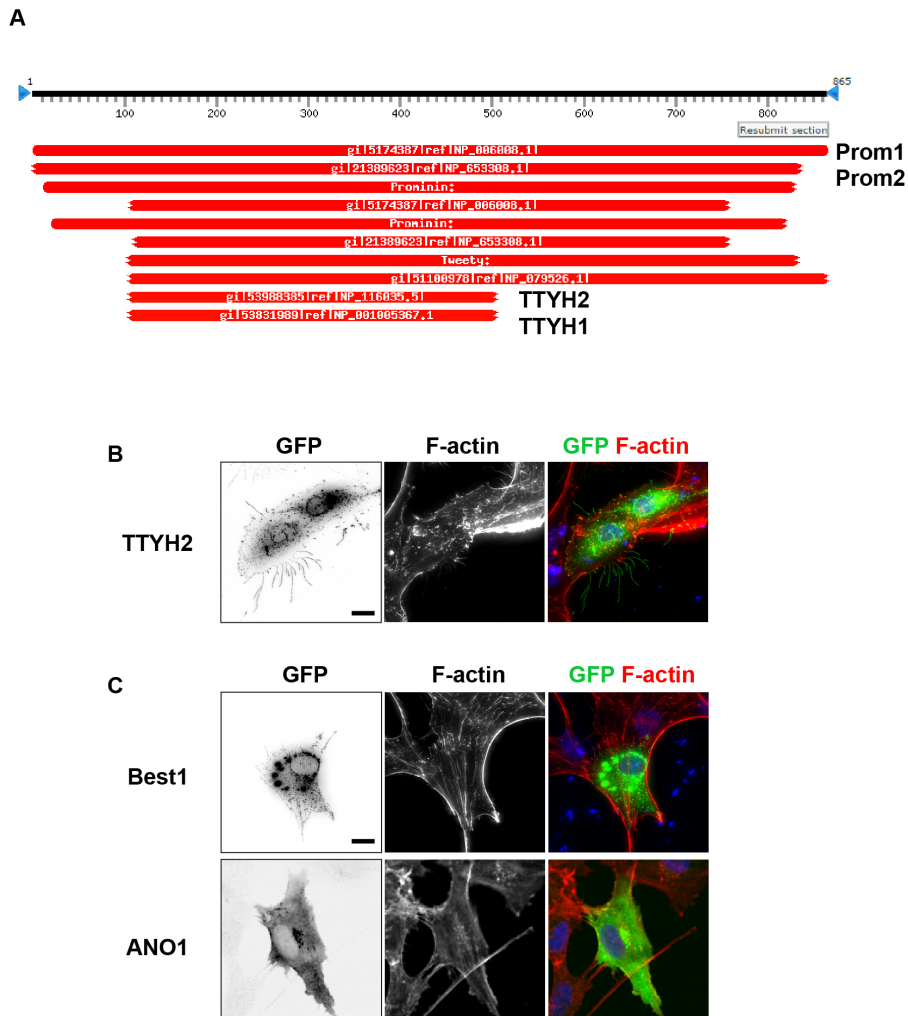 A
1
865
100 200 300 400 500 600 700 800
Resubmit section
gi|5174387|ref|NP_006008.1|
Prom1
gi|21389623|ref|NP_653308.1|
Prom2
Prominin:
gi|5174387|ref|NP_006008.1|
Prominin:
gi|21389623|ref|NP_653308.1|
Tweety:
gi|51100978|ref|NP_079526.1|
gi|53988385|ref|NP_116035.5|
TTYH2
gi|53831989|ref|NP_001005367.1
TTYH1
B
GFP F-actin GFP F-actin
TTYH2
C
GFP F-actin GFP F-actin
Best1
ANO1